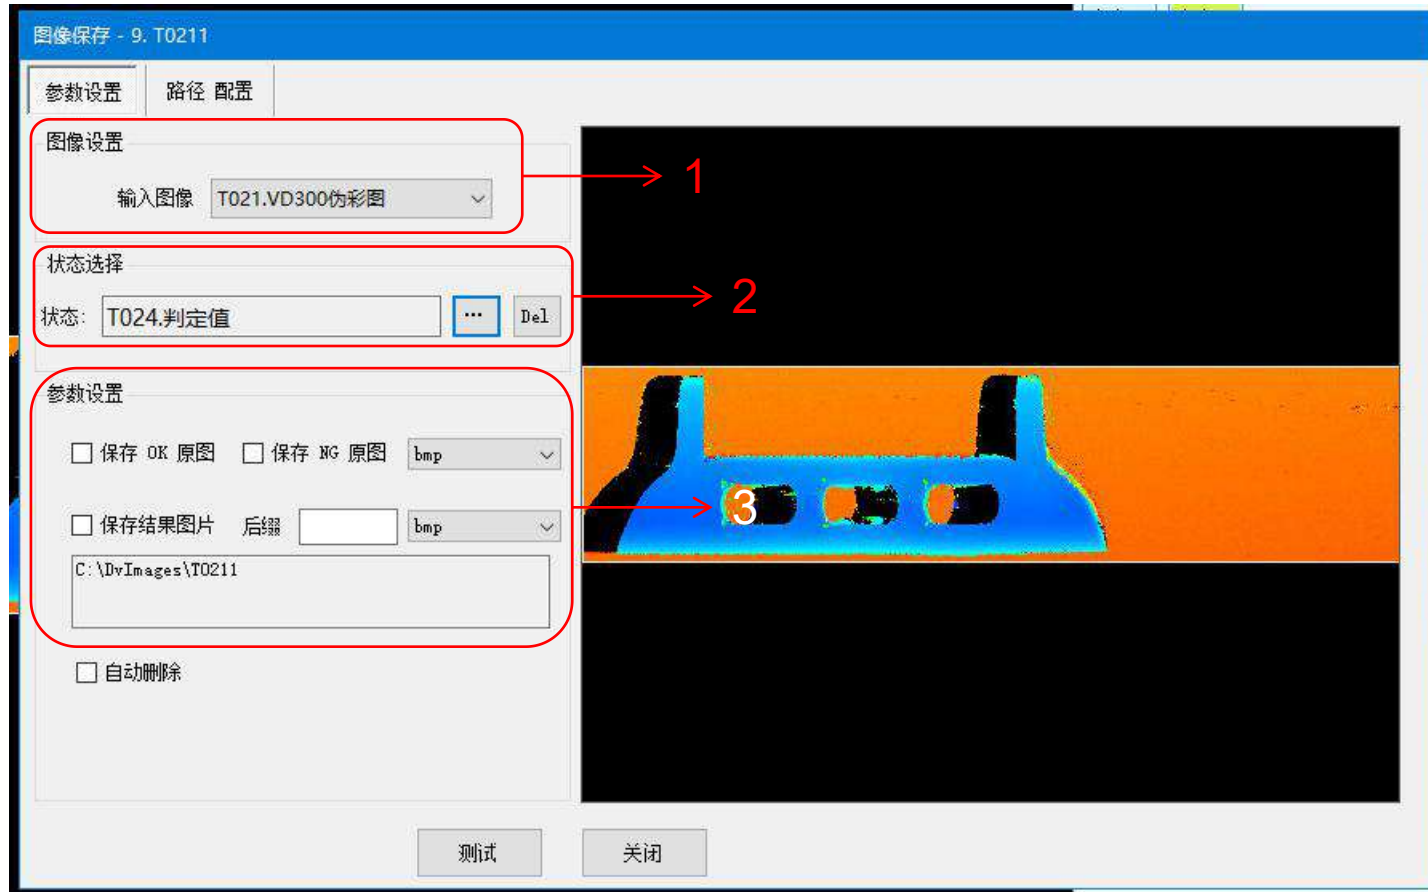 图像保存 - 9. T0211
参数设置 路径 配置
图像设置
输入图像 T021.VD300伪彩图
1
状态选择
状态: T024.判定值 ... Del
2
参数设置
保存 OK 原图 保存 NG 原图 bmp
3
保存结果图片 后缀 bmp
C:\DvImages\T0211
自动删除
测试 关闭